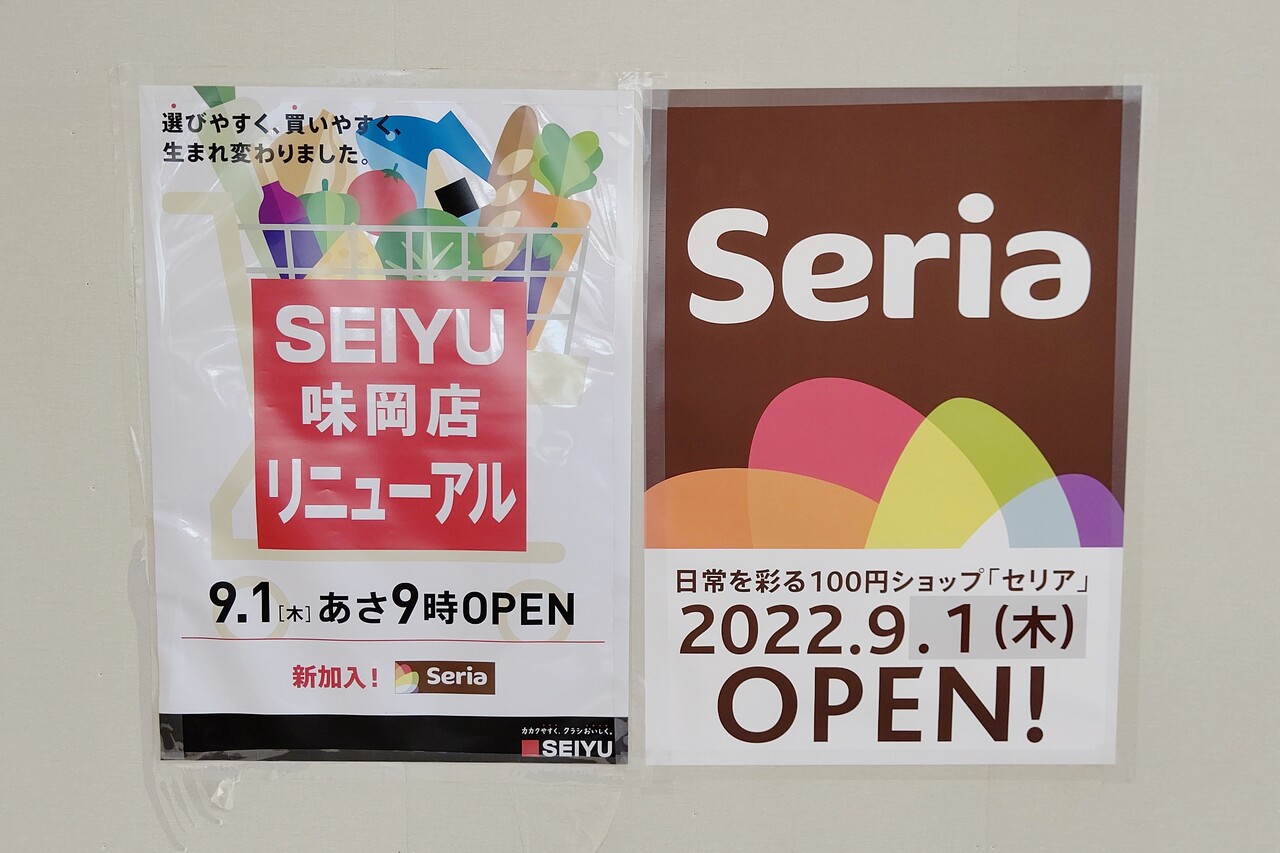 選びやすく、買いやすく、
生まれ変わりました。
SEIYU
味岡店
リニューアル
9.1[木]あさ9時OPEN
新加入! Seria
カカクやすく、クラシおいしく。
SEIYU
Seria
日常を彩る100円ショップ「セリア」
2022.9.1(木)
OPEN!